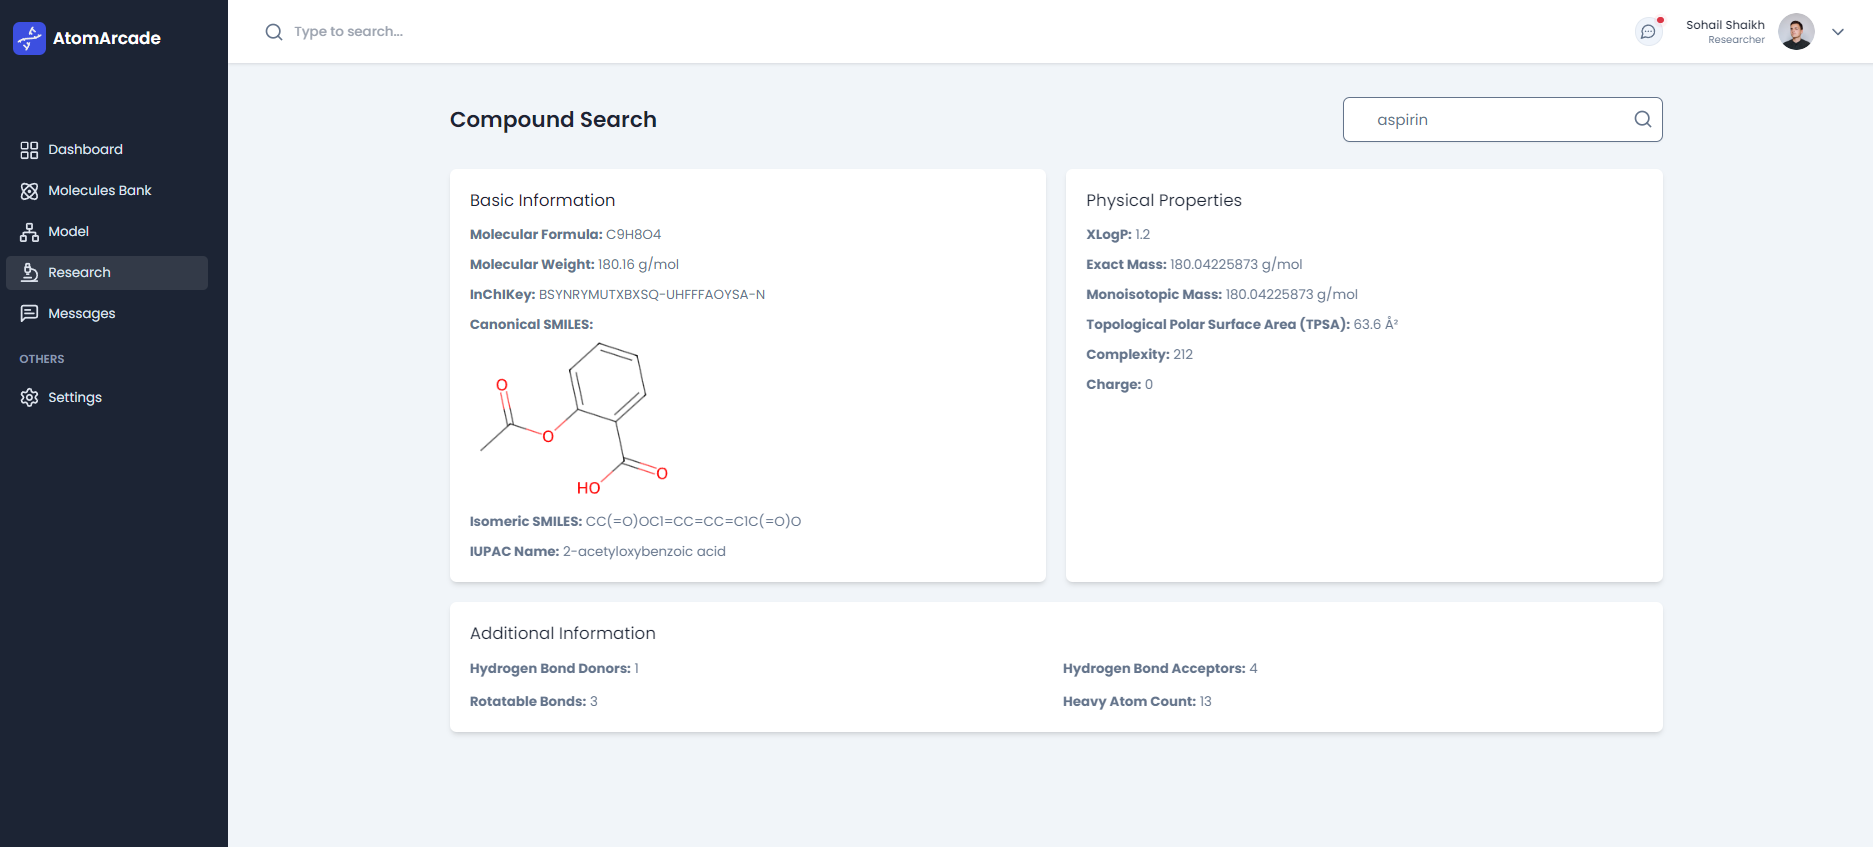 AtomArcade
Type to search...
Sohail Shaikh
Researcher
Dashboard
Molecules Bank
Model
Research
Messages
OTHERS
Settings
Compound Search
aspirin
Basic Information
Molecular Formula: C9H8O4
Molecular Weight: 180.16 g/mol
InChIKey: BSYNRYMUTXBXSQ-UHFFFAOYSA-N
Canonical SMILES:
O
O
O
HO
Isomeric SMILES: CC(=O)OC1=CC=CC=C1C(=O)O
IUPAC Name: 2-acetyloxybenzoic acid
Physical Properties
XLogP: 1.2
Exact Mass: 180.04225873 g/mol
Monoisotopic Mass: 180.04225873 g/mol
Topological Polar Surface Area (TPSA): 63.6 Å²
Complexity: 212
Charge: 0
Additional Information
Hydrogen Bond Donors: 1
Hydrogen Bond Acceptors: 4
Rotatable Bonds: 3
Heavy Atom Count: 13